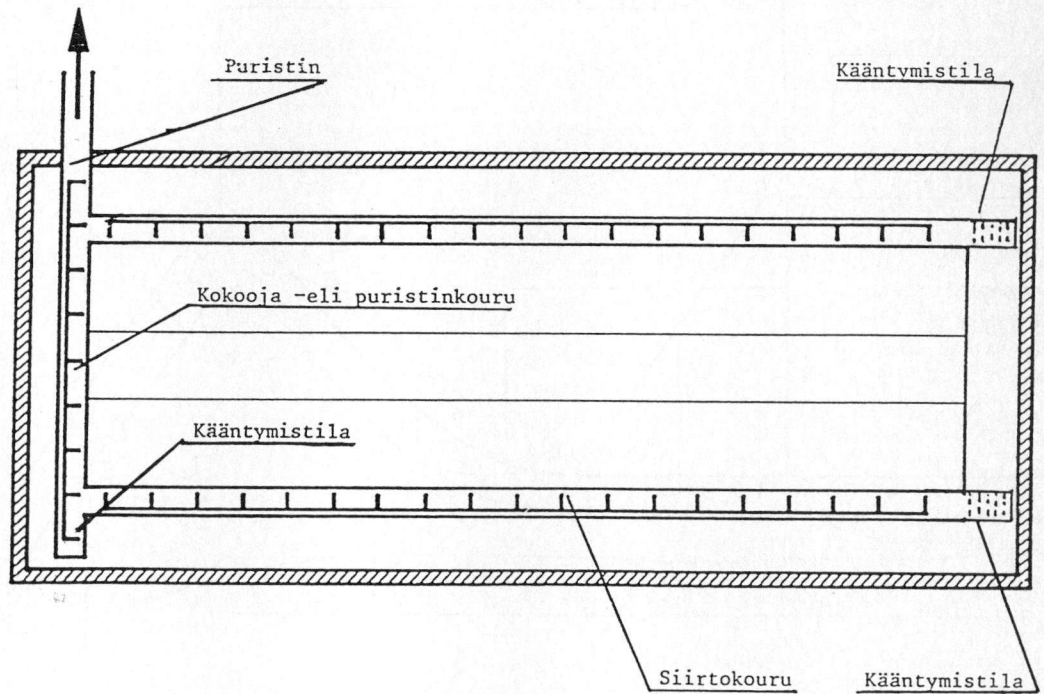 Puristin
Kääntymistila
Kokooja -eli puristinkouru
Kääntymistila
Siirtokouru
Kääntymistila